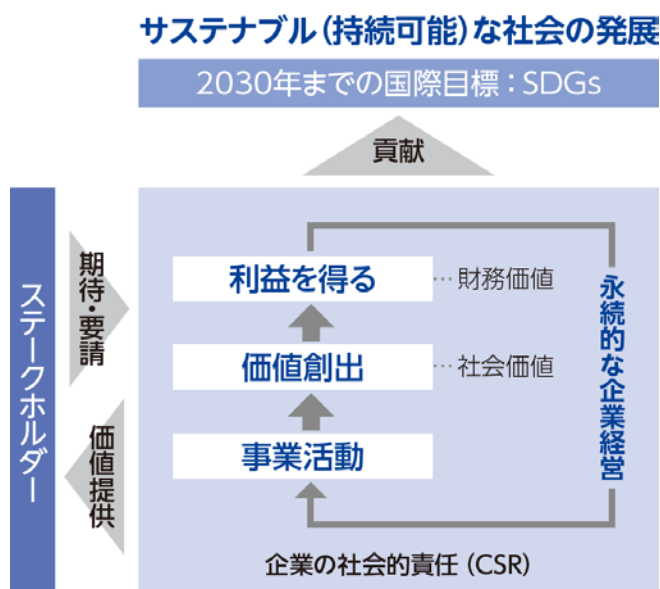 サステナブル(持続可能)な社会の発展
2030年までの国際目標:SDGs
貢献
ステークホルダー
期待・要請
価値提供
利益を得る
…財務価値
価値創出
…社会価値
事業活動
永続的な企業経営
企業の社会的責任(CSR)